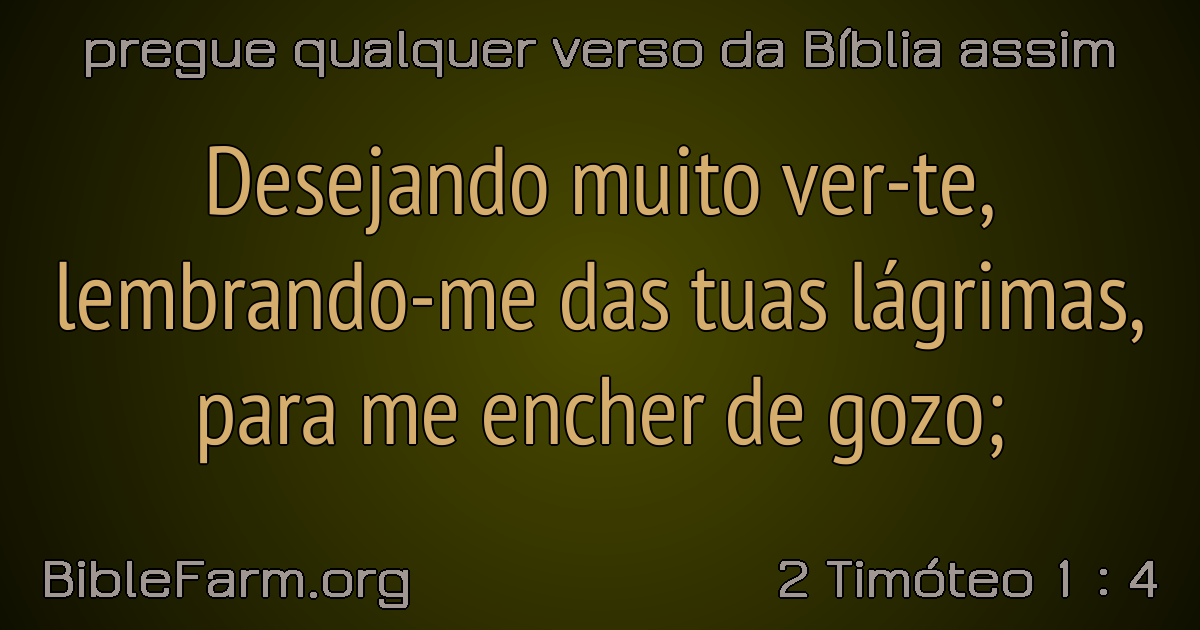 pregue qualquer verso da Bíblia assim
Desejando muito ver-te,
lembrando-me das tuas lágrimas,
para me encher de gozo;
BibleFarm.org
2 Timóteo 1 : 4